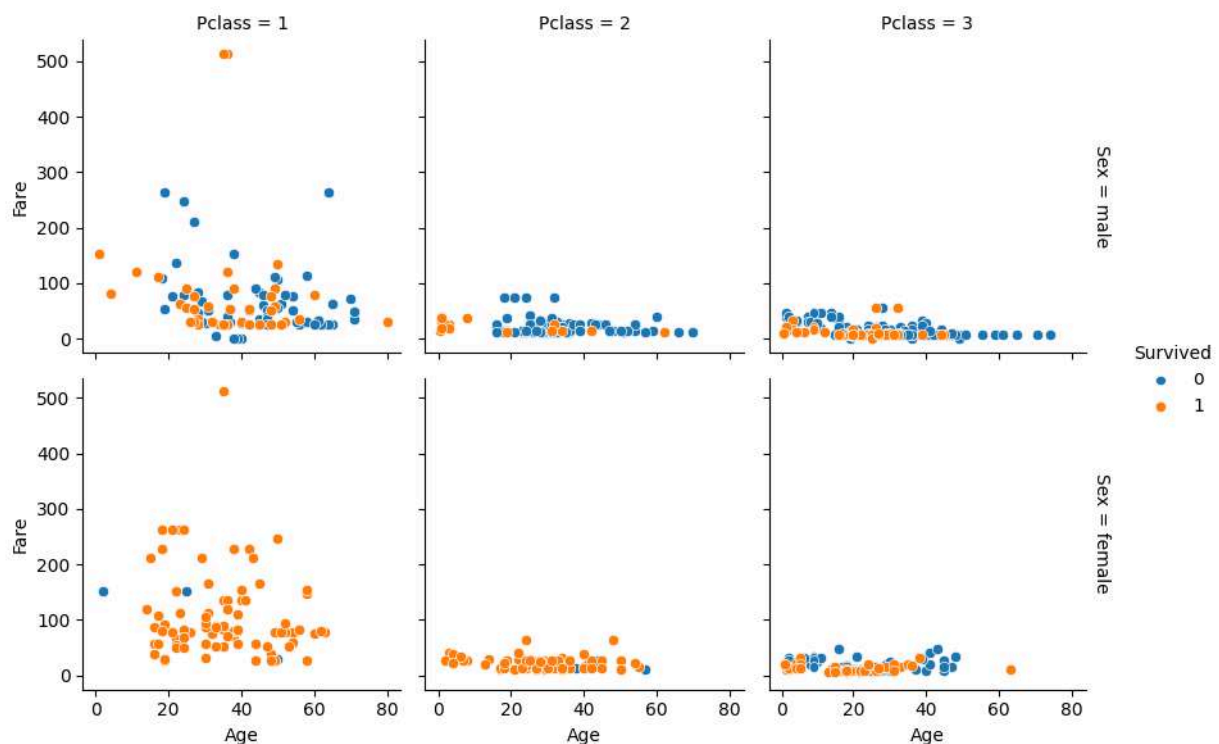 Pclass = 1
Pclass = 2
Pclass = 3
500
400
300
200
100
0
Fare
Sex = male
Survived
0
1
500
400
300
200
100
0
Fare
Sex = female
0 20 40 60 80
0 20 40 60 80
0 20 40 60 80
Age
Age
Age